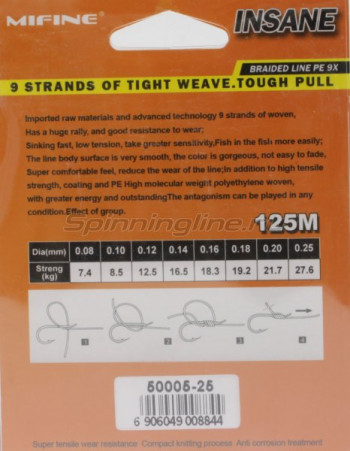 MIFINE
INSANE
BRAIDED LINE PE 9X
9 STRANDS OF TIGHT WEAVE.TOUGH PULL
Imported raw materials and advanced technology 9 strands of woven,
Has a huge rally, and good resistance to wear;
Sinking fast, low tension, take greater sensitivity,Fish in the fish more easily;
The line body surface is very smooth, the color is gorgeous, not easy to fade,
Super comfortable feel, reduce the wear of the line;In addition to high tensile
strength, coating and PE High molecular weight polyethylene woven,
with greater energy and outstandingThe antagonism can be played in any
condition.Effect of group.
125M
Spinningline.ru
Dia(mm) 0.08 0.10 0.12 0.14 0.16 0.18 0.20 0.25
Streng (kg) 7.4 8.5 12.5 16.5 18.3 19.2 21.7 27.6
1 2 3 4
50005-25
6 906049 008844
Super tensile wear resistance Compact knitting process Anti corrosion treatment